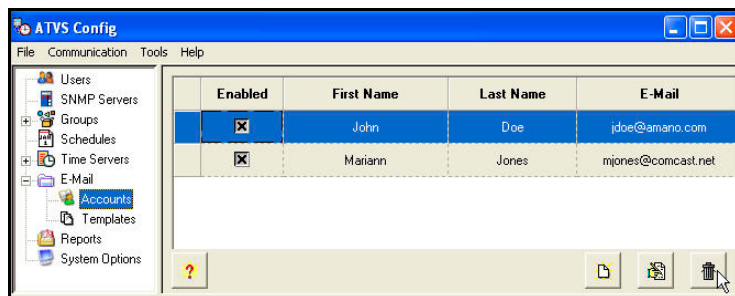 ATVS Config
File Communication Tools Help
Users
SNMP Servers
Groups
Schedules
Time Servers
E-Mail
Accounts
Templates
Reports
System Options
Enabled First Name Last Name E-Mail
John Doe jdoe@amano.com
Mariann Jones mjones@comcast.net
?